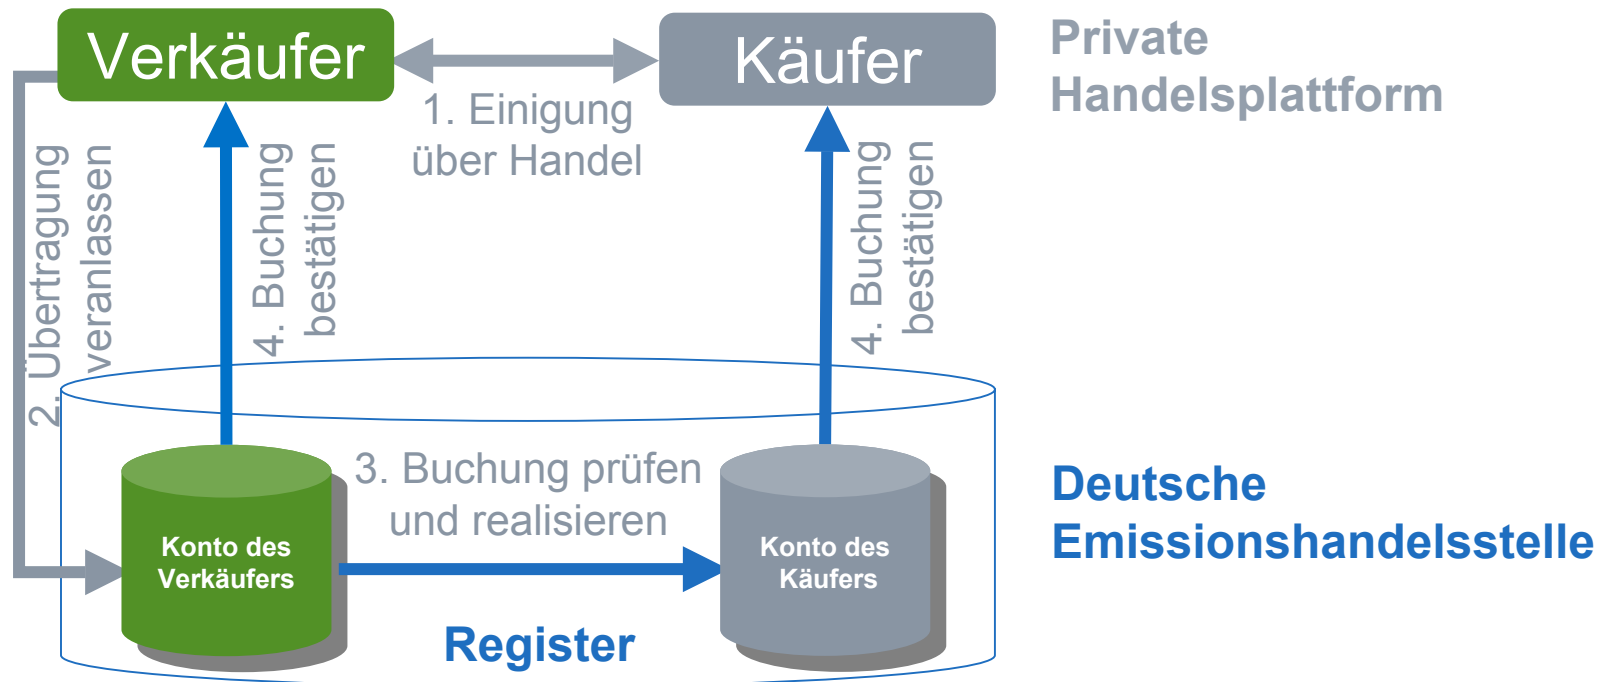 Verkäufer
Käufer
Private
Handelsplattform
1. Einigung
über Handel
2. Übertragung
veranlassen
4. Buchung
bestätigen
4. Buchung
bestätigen
3. Buchung prüfen
und realisieren
Konto des
Verkäufers
Konto des
Käufers
Deutsche
Emissionshandelsstelle
Register